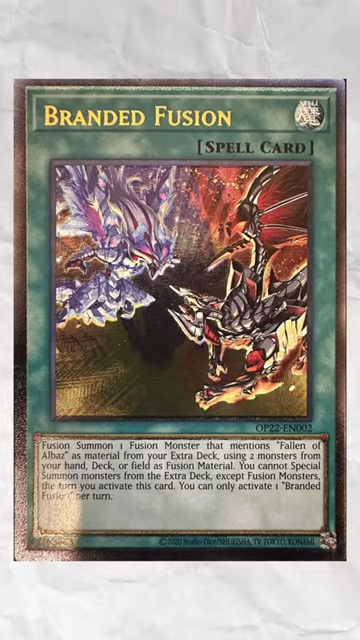 BRANDED FUSION
SPELL
魔
[SPELL CARD]
OP22-EN002
Fusion Summon 1 Fusion Monster that mentions "Fallen of
Albaz" as material from your Extra Deck, using 2 monsters from
your hand, Deck, or field as Fusion Material. You cannot Special
Summon monsters from the Extra Deck, except Fusion Monsters,
the turn you activate this card. You can only activate 1 "Branded
Fusion" per turn.
©2020 Studio Dice/SHUEISHA, TV TOKYO, KONAMI